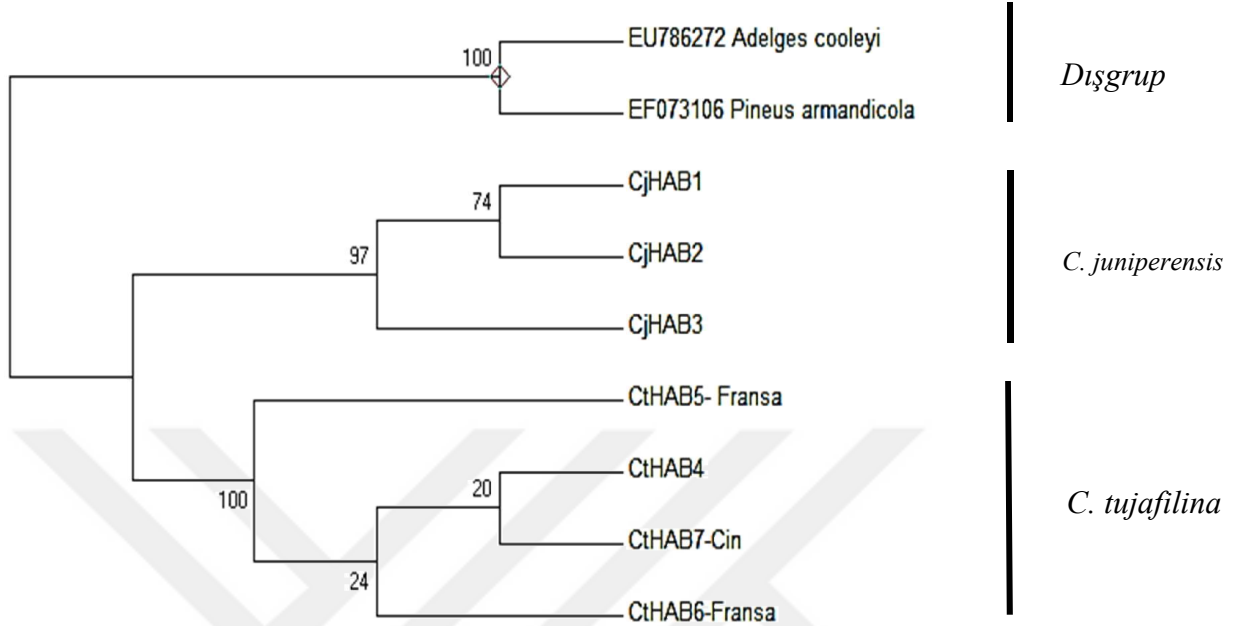 EU786272 Adelges cooleyi
100
Dışgrup
EF073106 Pineus armandicola
CjHAB1
74
CjHAB2
97
C. juniperensis
CjHAB3
CtHAB5- Fransa
CtHAB4
20
100
C. tujafilina
CtHAB7-Cin
24
CtHAB6-Fransa